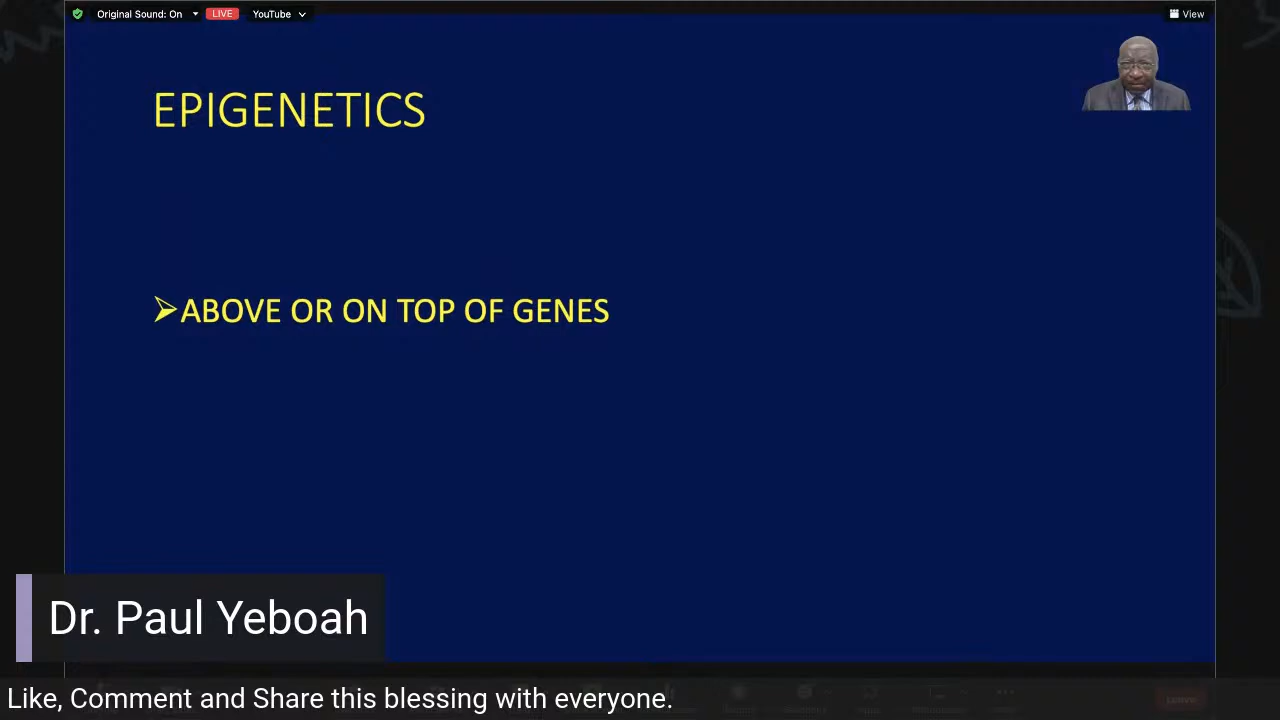 Original Sound: On
LIVE
YouTube
View
EPIGENETICS
ABOVE OR ON TOP OF GENES
Dr. Paul Yeboah
Like, Comment and Share this blessing with everyone.
Leave